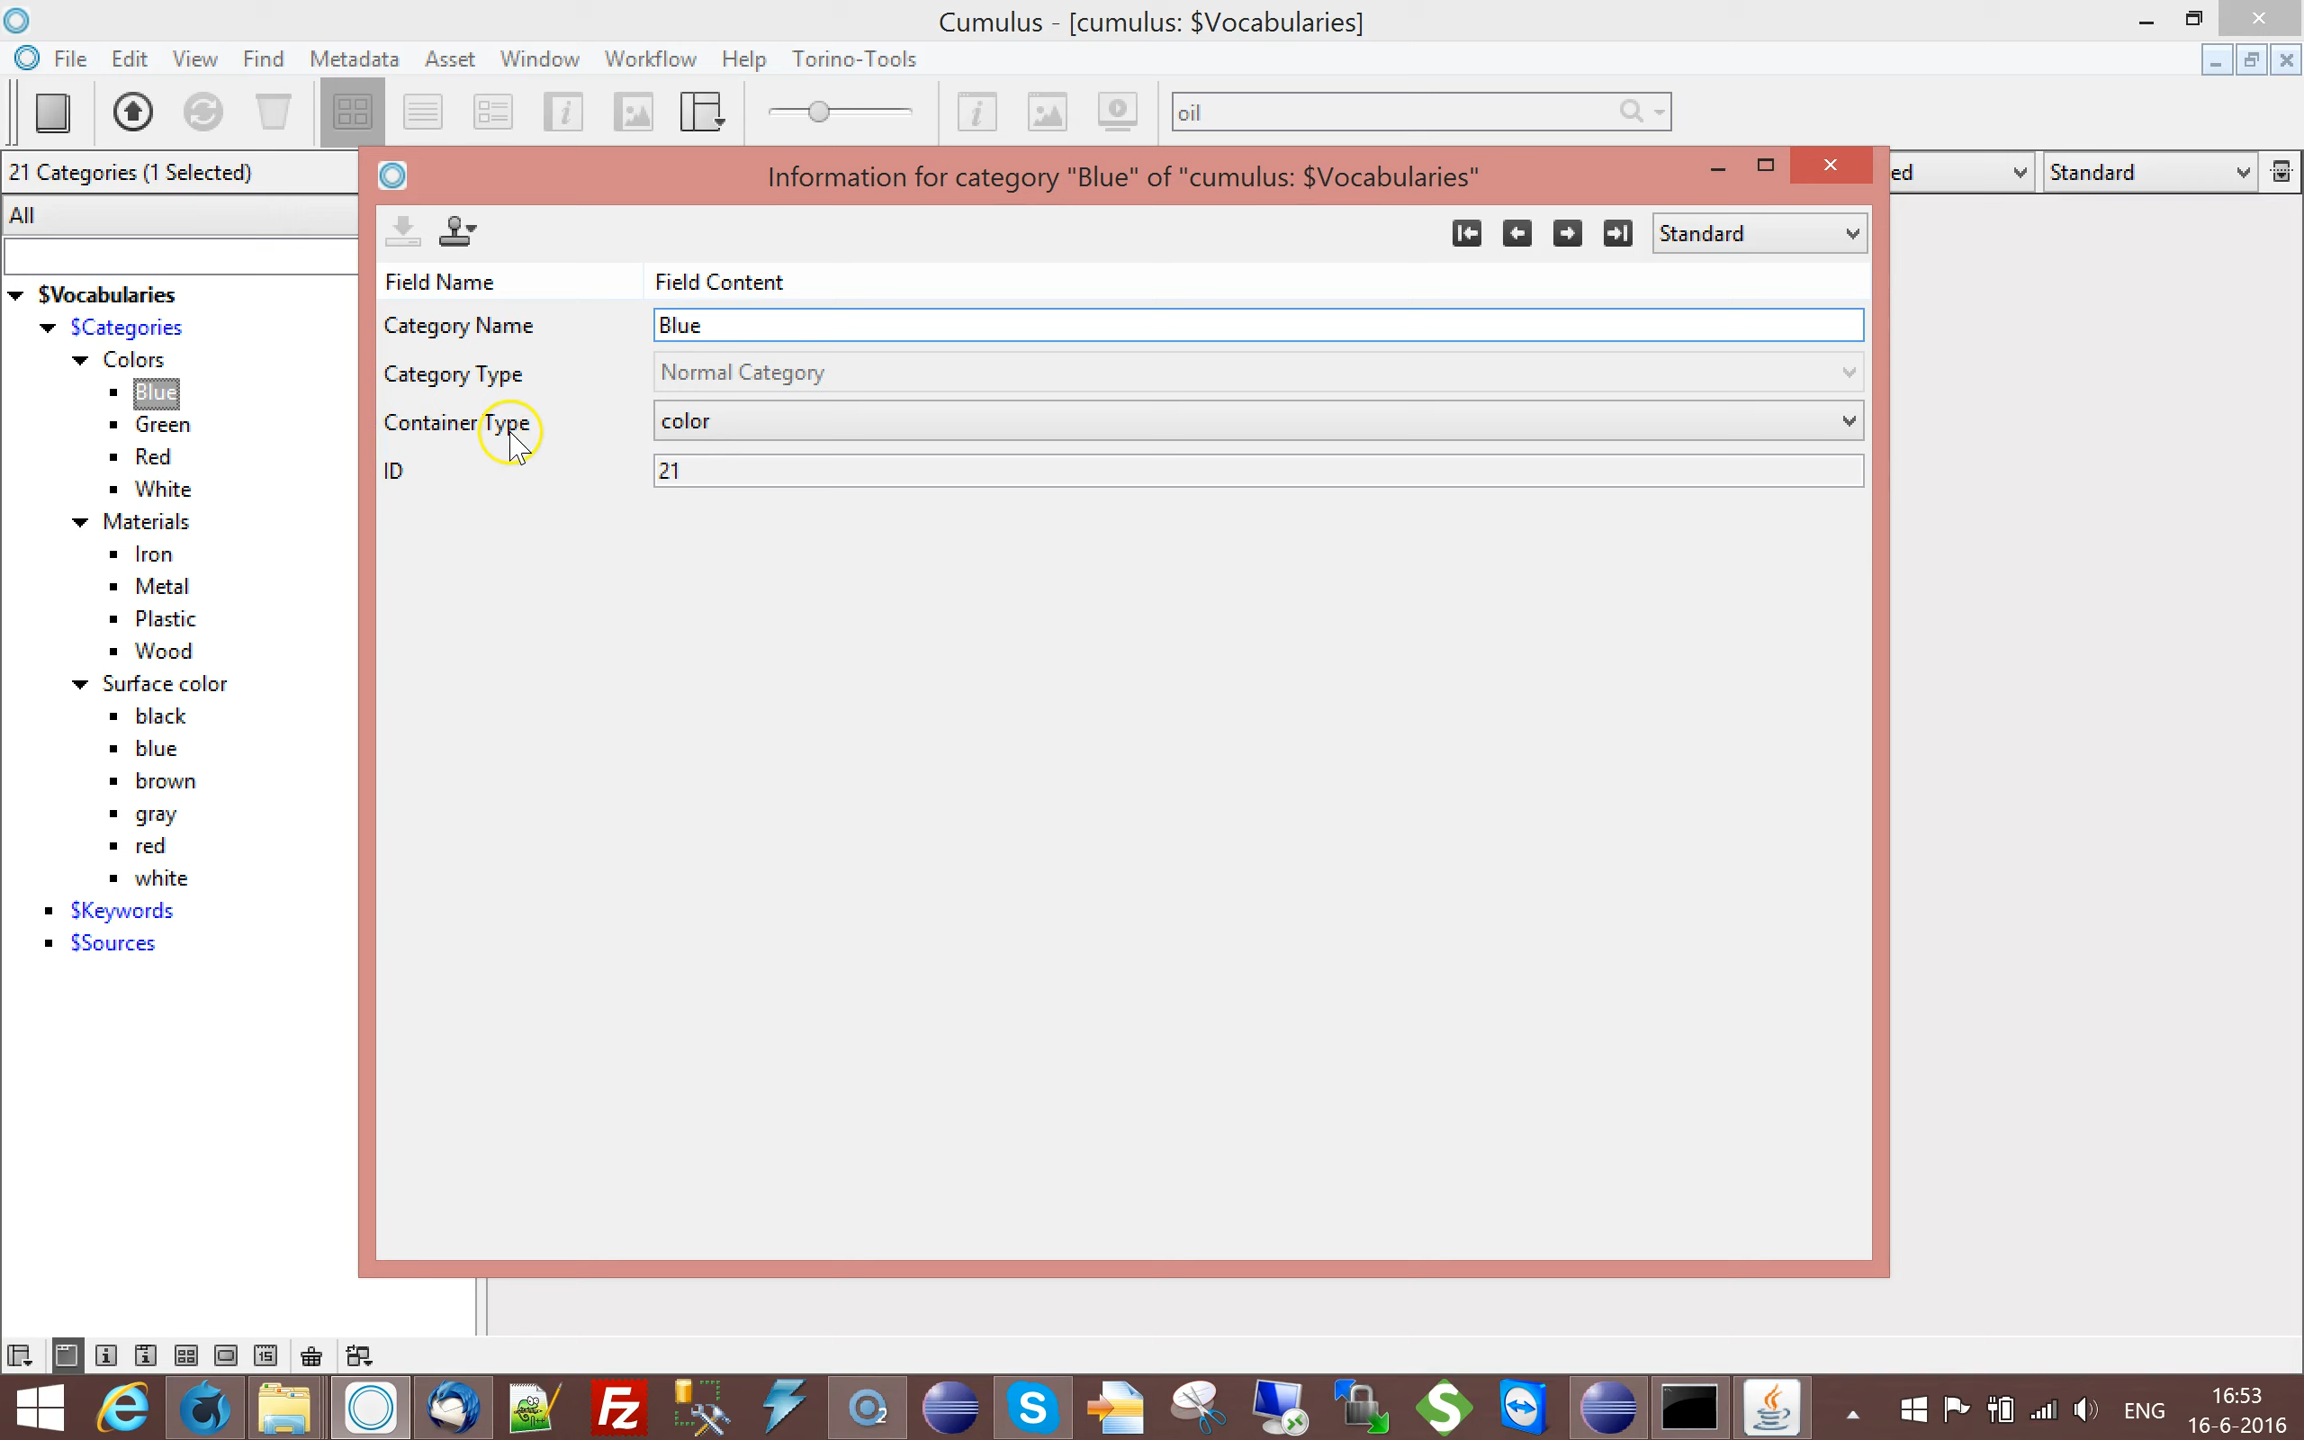 Cumulus - [cumulus: $Vocabularies]
File Edit View Find Metadata Asset Window Workflow Help Torino-Tools
oil
21 Categories (1 Selected)
ed
Standard
Information for category "Blue" of "cumulus: $Vocabularies"
All
Standard
Field Name Field Content
Category Name Blue
Category Type Normal Category
Container Type color
ID 21
$Vocabularies
$Categories
Colors
Blue
Green
Red
White
Materials
Iron
Metal
Plastic
Wood
Surface color
black
blue
brown
gray
red
white
$Keywords
$Sources
15
ENG
16:53
16-6-2016